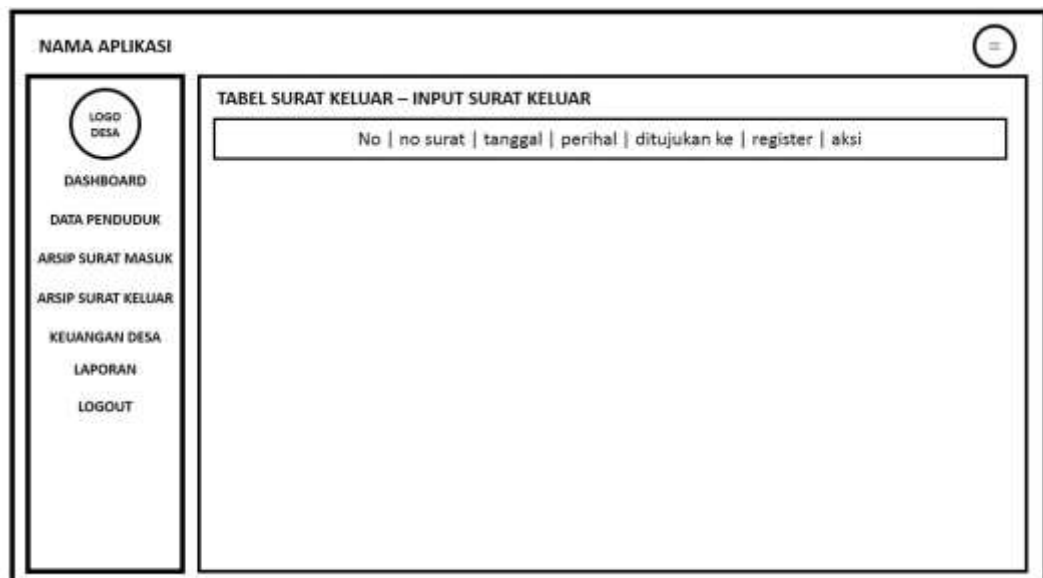 NAMA APLIKASI
=
LOGO
DESA
DASHBOARD
DATA PENDUDUK
ARSIP SURAT MASUK
ARSIP SURAT KELUAR
KEUANGAN DESA
LAPORAN
LOGOUT
TABEL SURAT KELUAR – INPUT SURAT KELUAR
No | no surat | tanggal | perihal | ditujukan ke | register | aksi